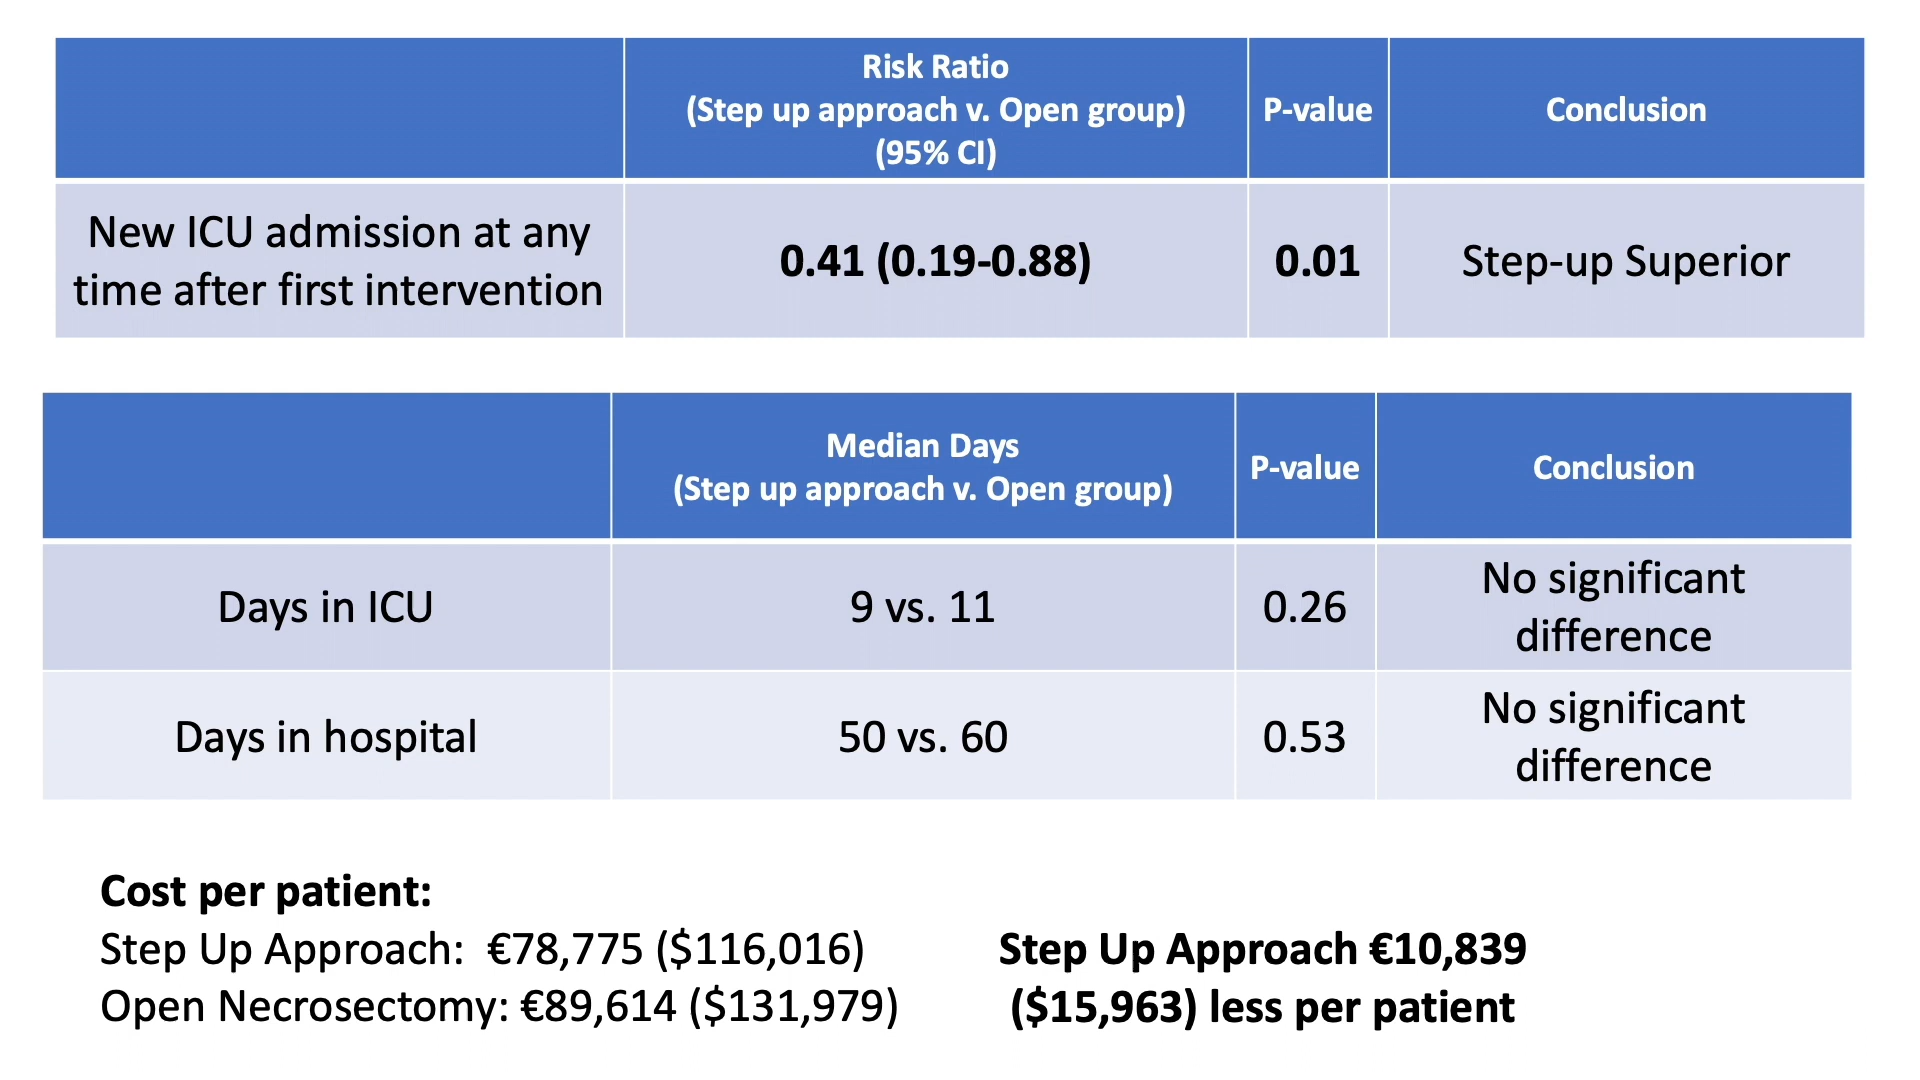 Risk Ratio
(Step up approach v. Open group)
(95% CI)
P-value
Conclusion
New ICU admission at any
time after first intervention
0.41 (0.19-0.88)
0.01
Step-up Superior
Median Days
(Step up approach v. Open group)
P-value
Conclusion
Days in ICU
9 vs. 11
0.26
No significant
difference
Days in hospital
50 vs. 60
0.53
No significant
difference
Cost per patient:
Step Up Approach: €78,775 ($116,016)
Open Necrosectomy: €89,614 ($131,979)
Step Up Approach €10,839
($15,963) less per patient